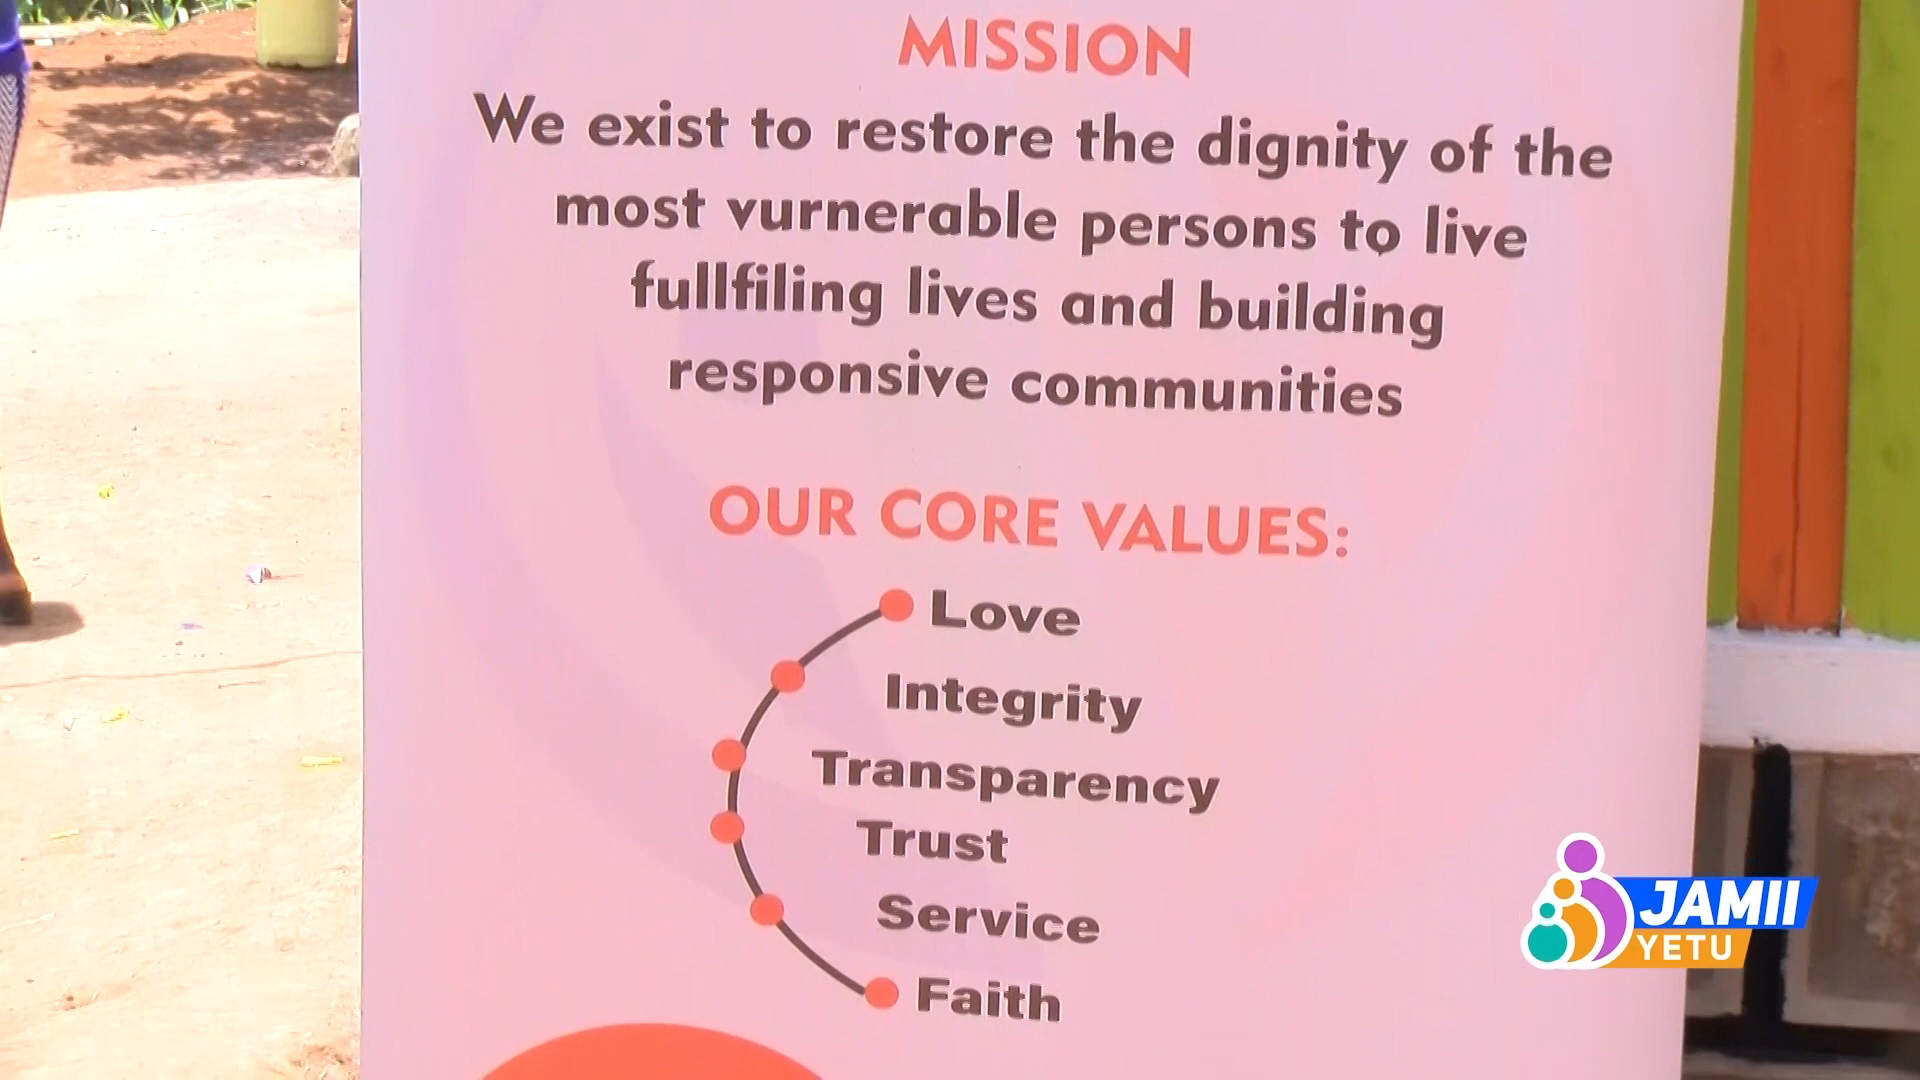 MISSION
We exist to restore the dignity of the
most vurnerable persons to live
fullfiling lives and building
responsive communities
OUR CORE VALUES:
Love
Integrity
Transparency
Trust
Service
Faith
JAMII
YETU